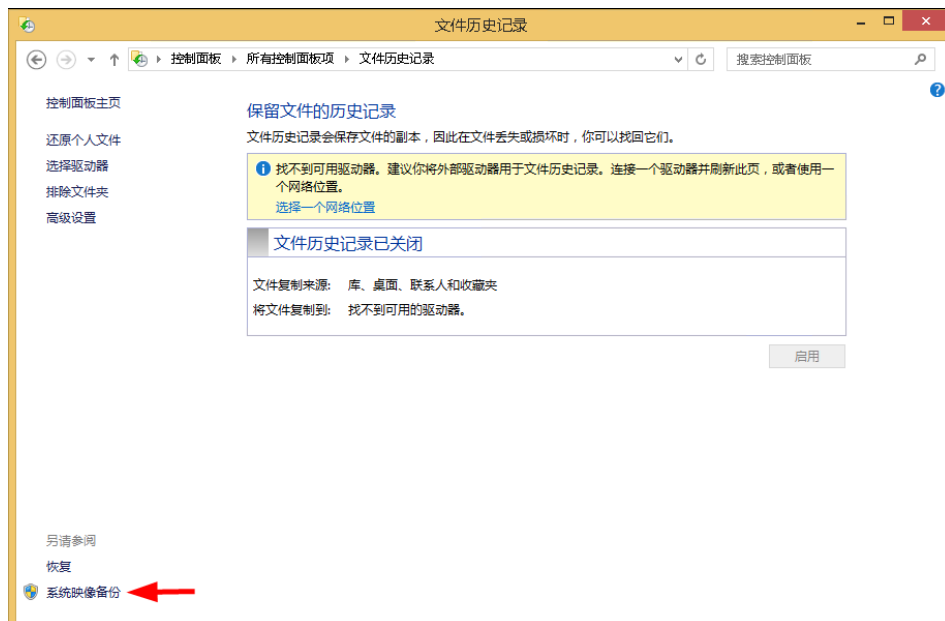 文件历史记录
控制面板 所有控制面板项 文件历史记录
搜索控制面板
控制面板主页
还原个人文件
选择驱动器
排除文件夹
高级设置
保留文件的历史记录
文件历史记录会保存文件的副本，因此在文件丢失或损坏时，你可以找回它们。
找不到可用驱动器。建议你将外部驱动器用于文件历史记录。连接一个驱动器并刷新此页，或者使用一
个网络位置。
选择一个网络位置
文件历史记录已关闭
文件复制来源: 库、桌面、联系人和收藏夹
将文件复制到: 找不到可用的驱动器。
启用
另请参阅
恢复
系统映像备份